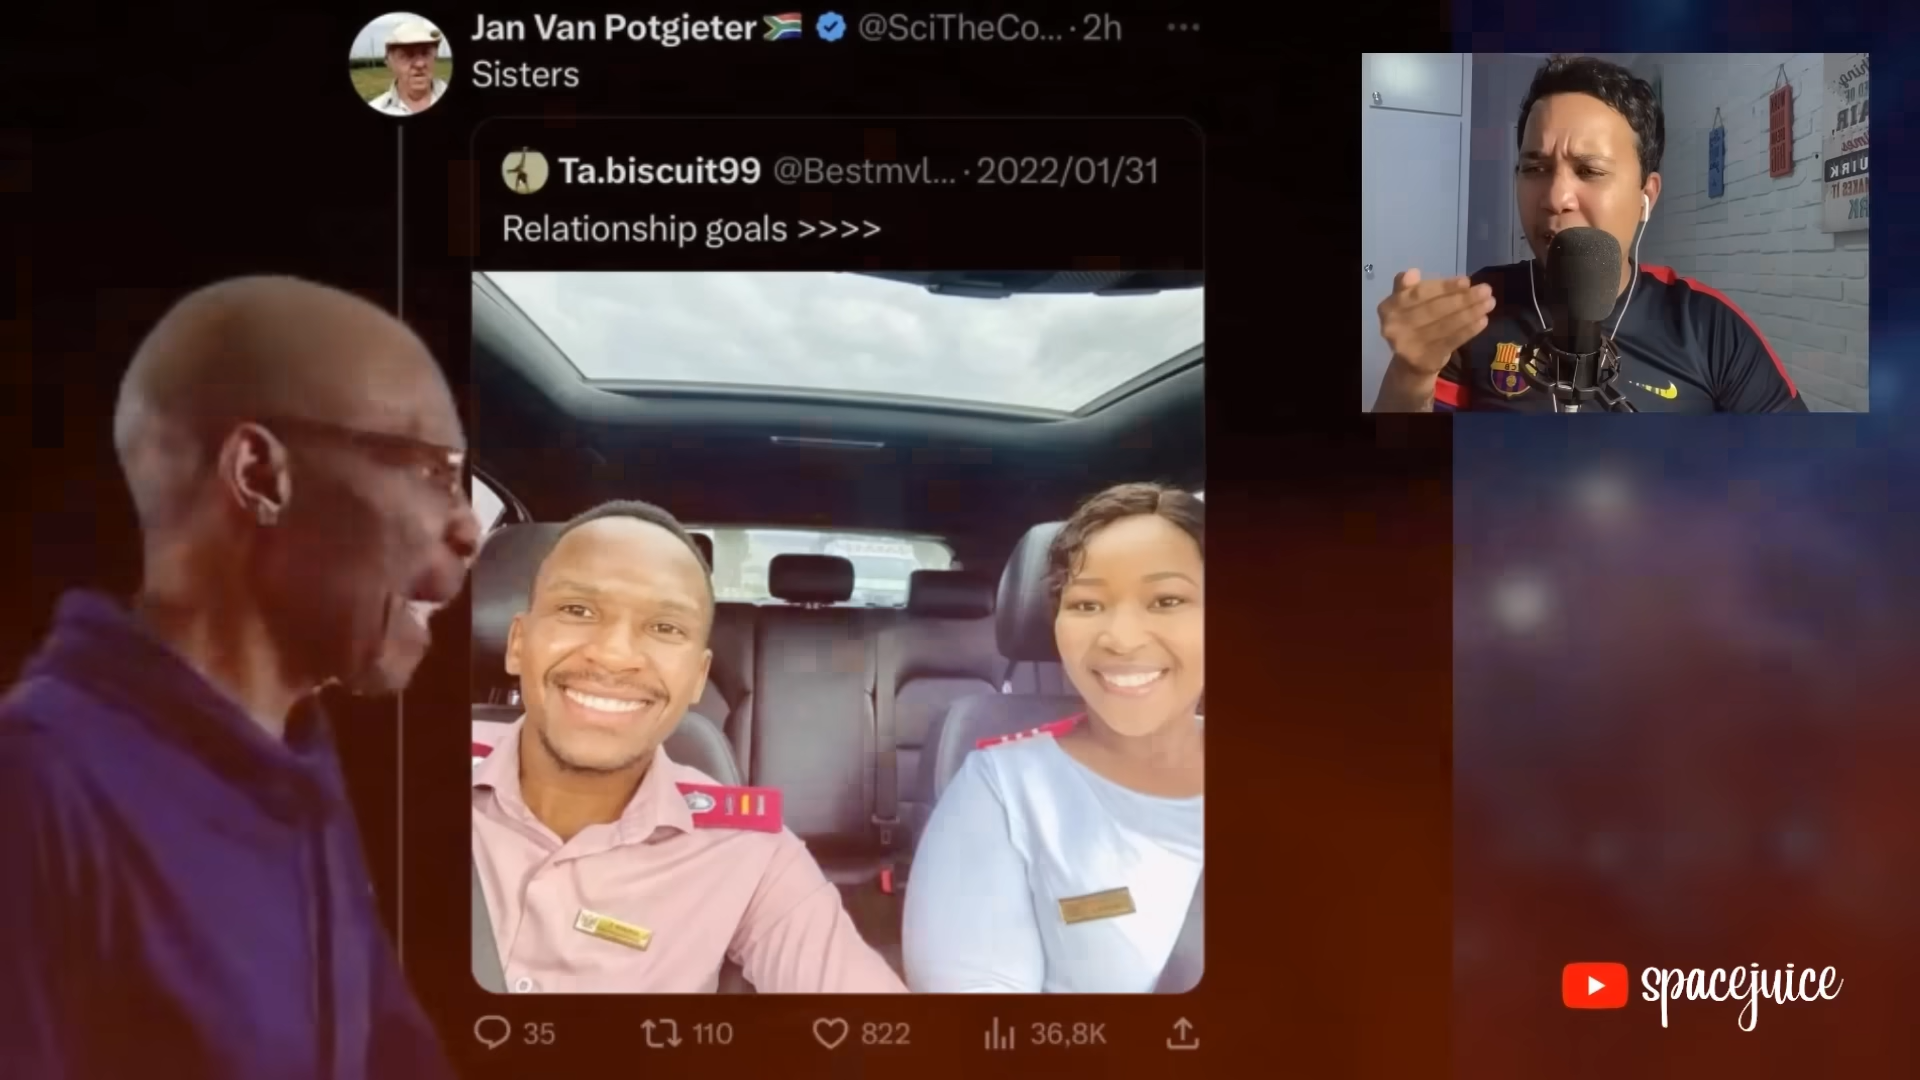 Jan Van Potgieter @SciTheCo... · 2h
Sisters
Ta.biscuit99 @Bestmvl... · 2022/01/31
Relationship goals >>>>
35 110 822 36,8K
spacejuice